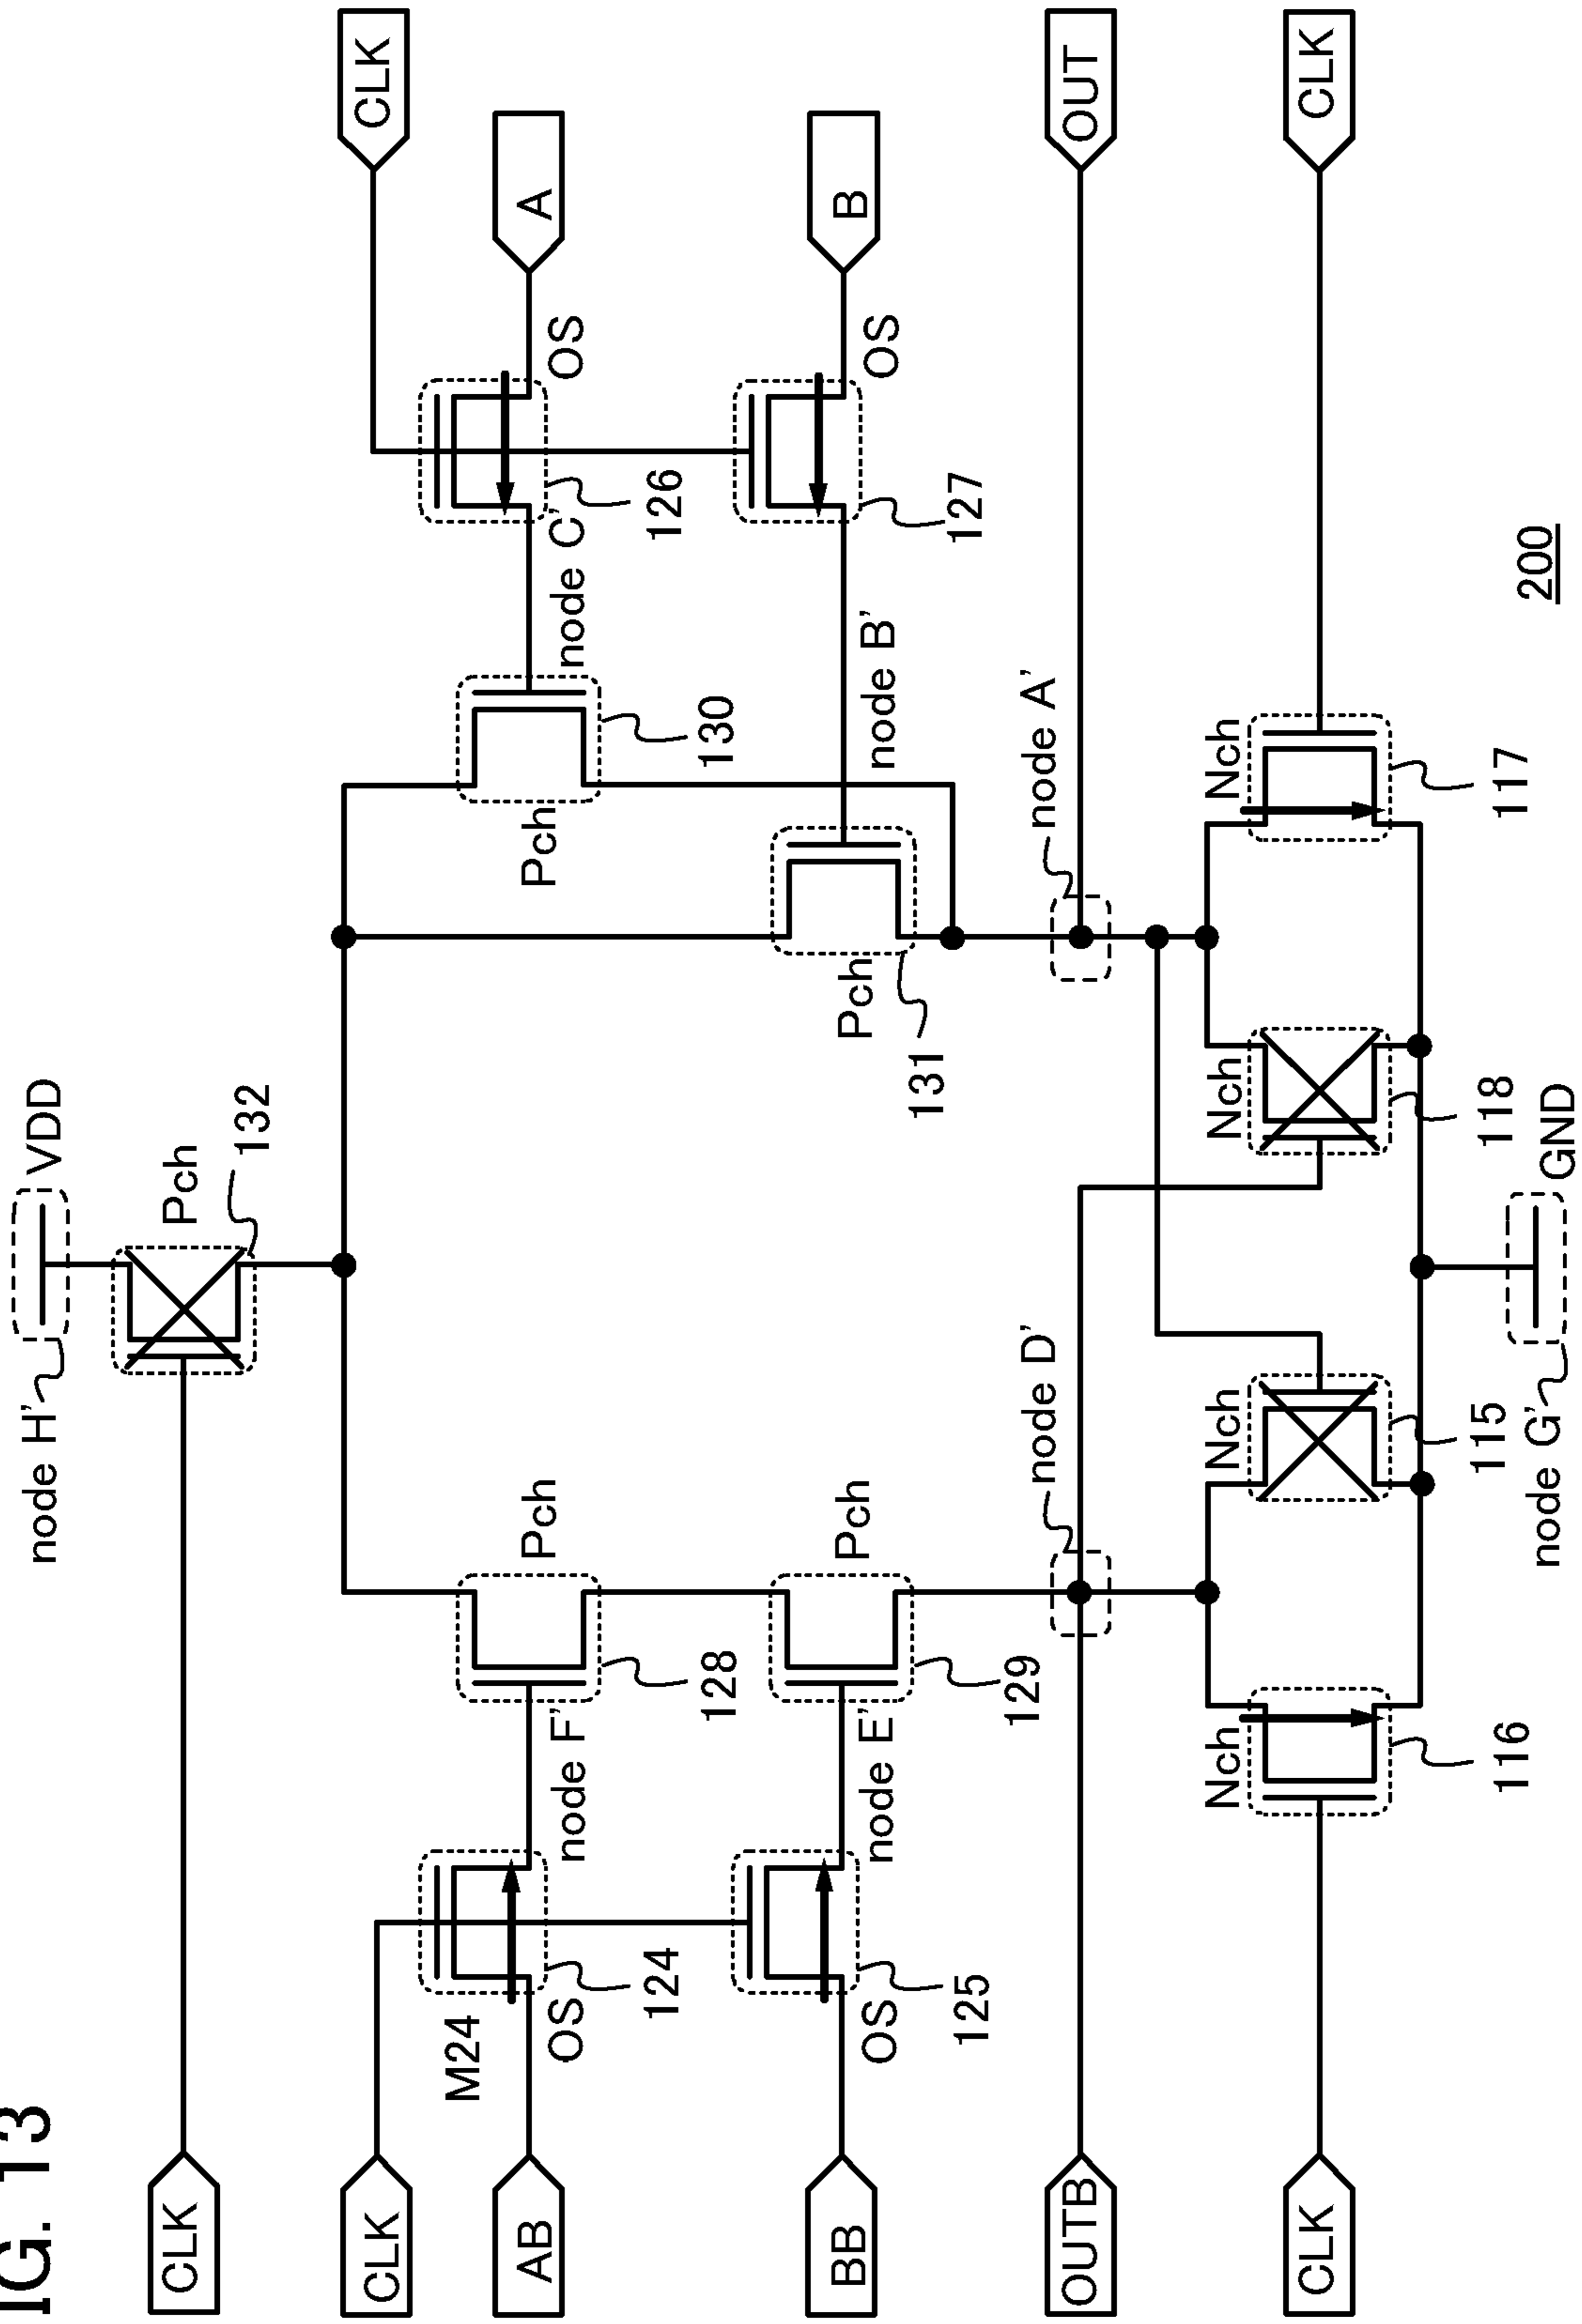 IG. 13
node H'
VDD
CLK
Pch
132
CLK
CLK
M24
AB
Pch
Pch
A
OS
node F'
node C'
OS
124
126
128
130
BB
Pch
Pch
B
OS
node E'
node B'
OS
131
125
127
129
node D'
node A'
OUTB
OUT
Nch
Nch
Nch
Nch
CLK
CLK
116
115
118
117
node G'
GND
200